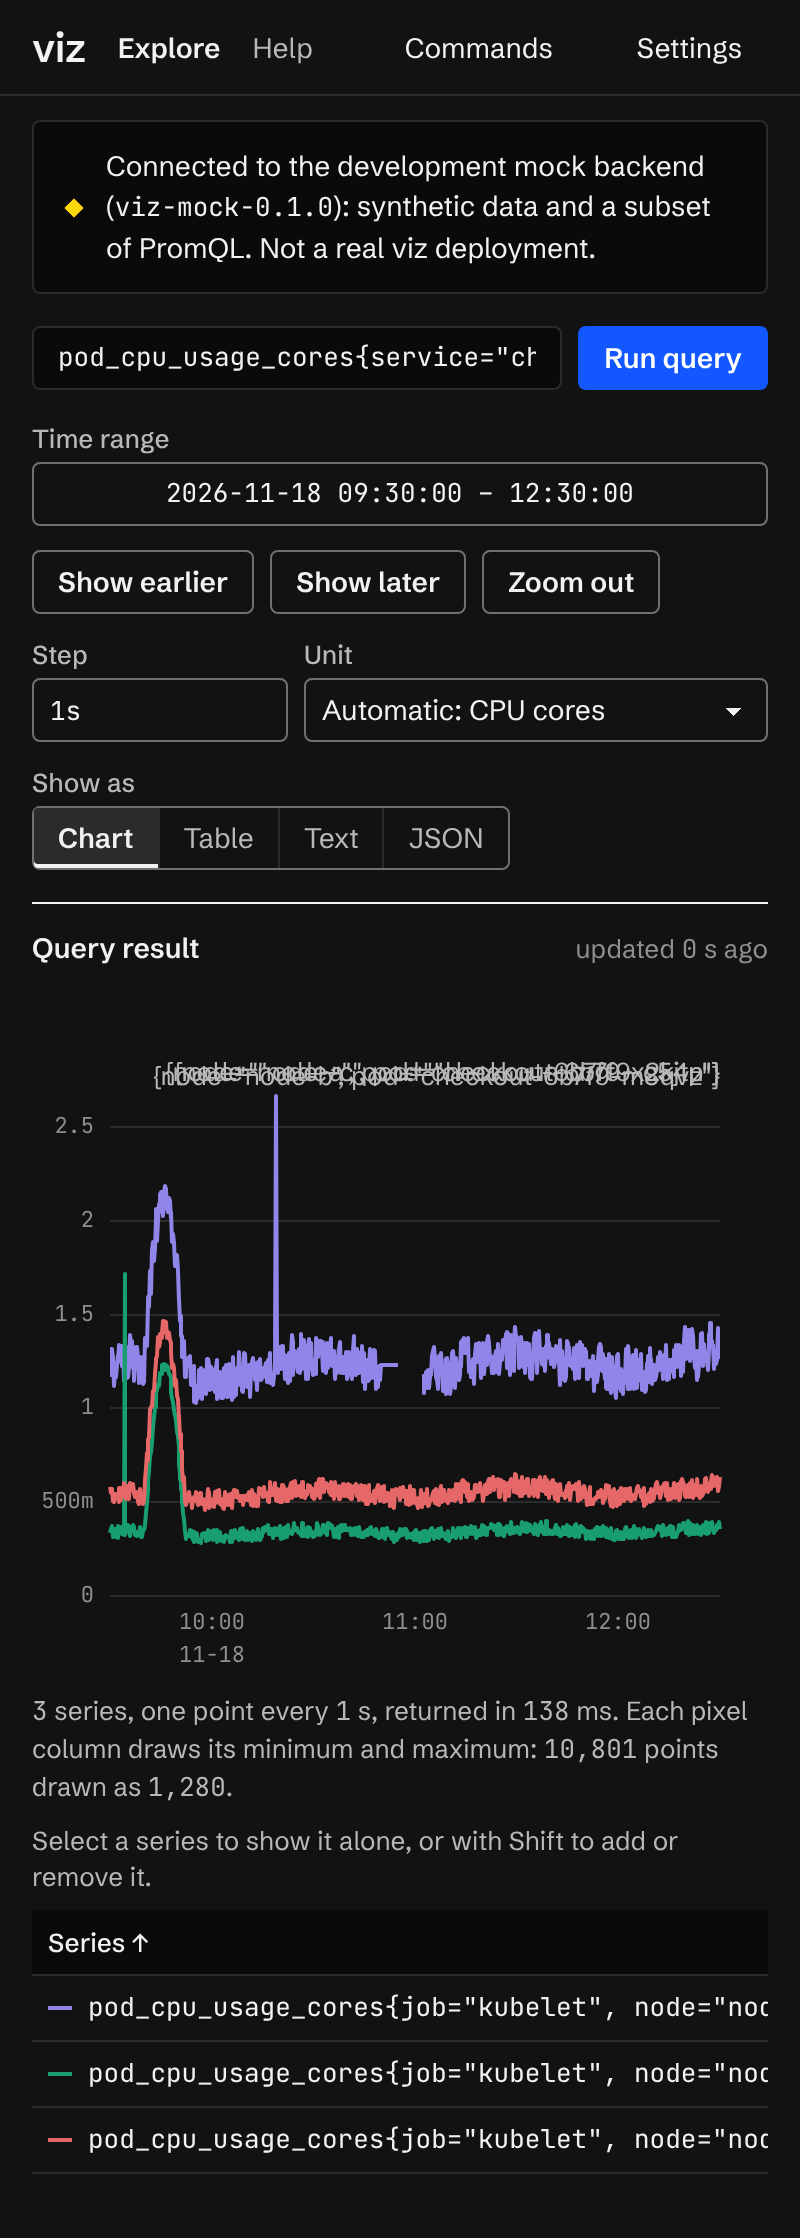 viz Explore Help Commands Settings
Connected to the development mock backend
(viz-mock-0.1.0): synthetic data and a subset
of PromQL. Not a real viz deployment.
pod_cpu_usage_cores{service="ch
Run query
Time range
2026-11-18 09:30:00 – 12:30:00
Show earlier Show later Zoom out
Step Unit
1s Automatic: CPU cores
Show as
Chart Table Text JSON
Query result updated 0 s ago
2.5
2
1.5
1
500m
0
10:00 11:00 12:00
11-18
3 series, one point every 1 s, returned in 138 ms. Each pixel
column draws its minimum and maximum: 10,801 points
drawn as 1,280.
Select a series to show it alone, or with Shift to add or
remove it.
Series ↑
pod_cpu_usage_cores{job="kubelet", node="nod
pod_cpu_usage_cores{job="kubelet", node="nod
pod_cpu_usage_cores{job="kubelet", node="nod